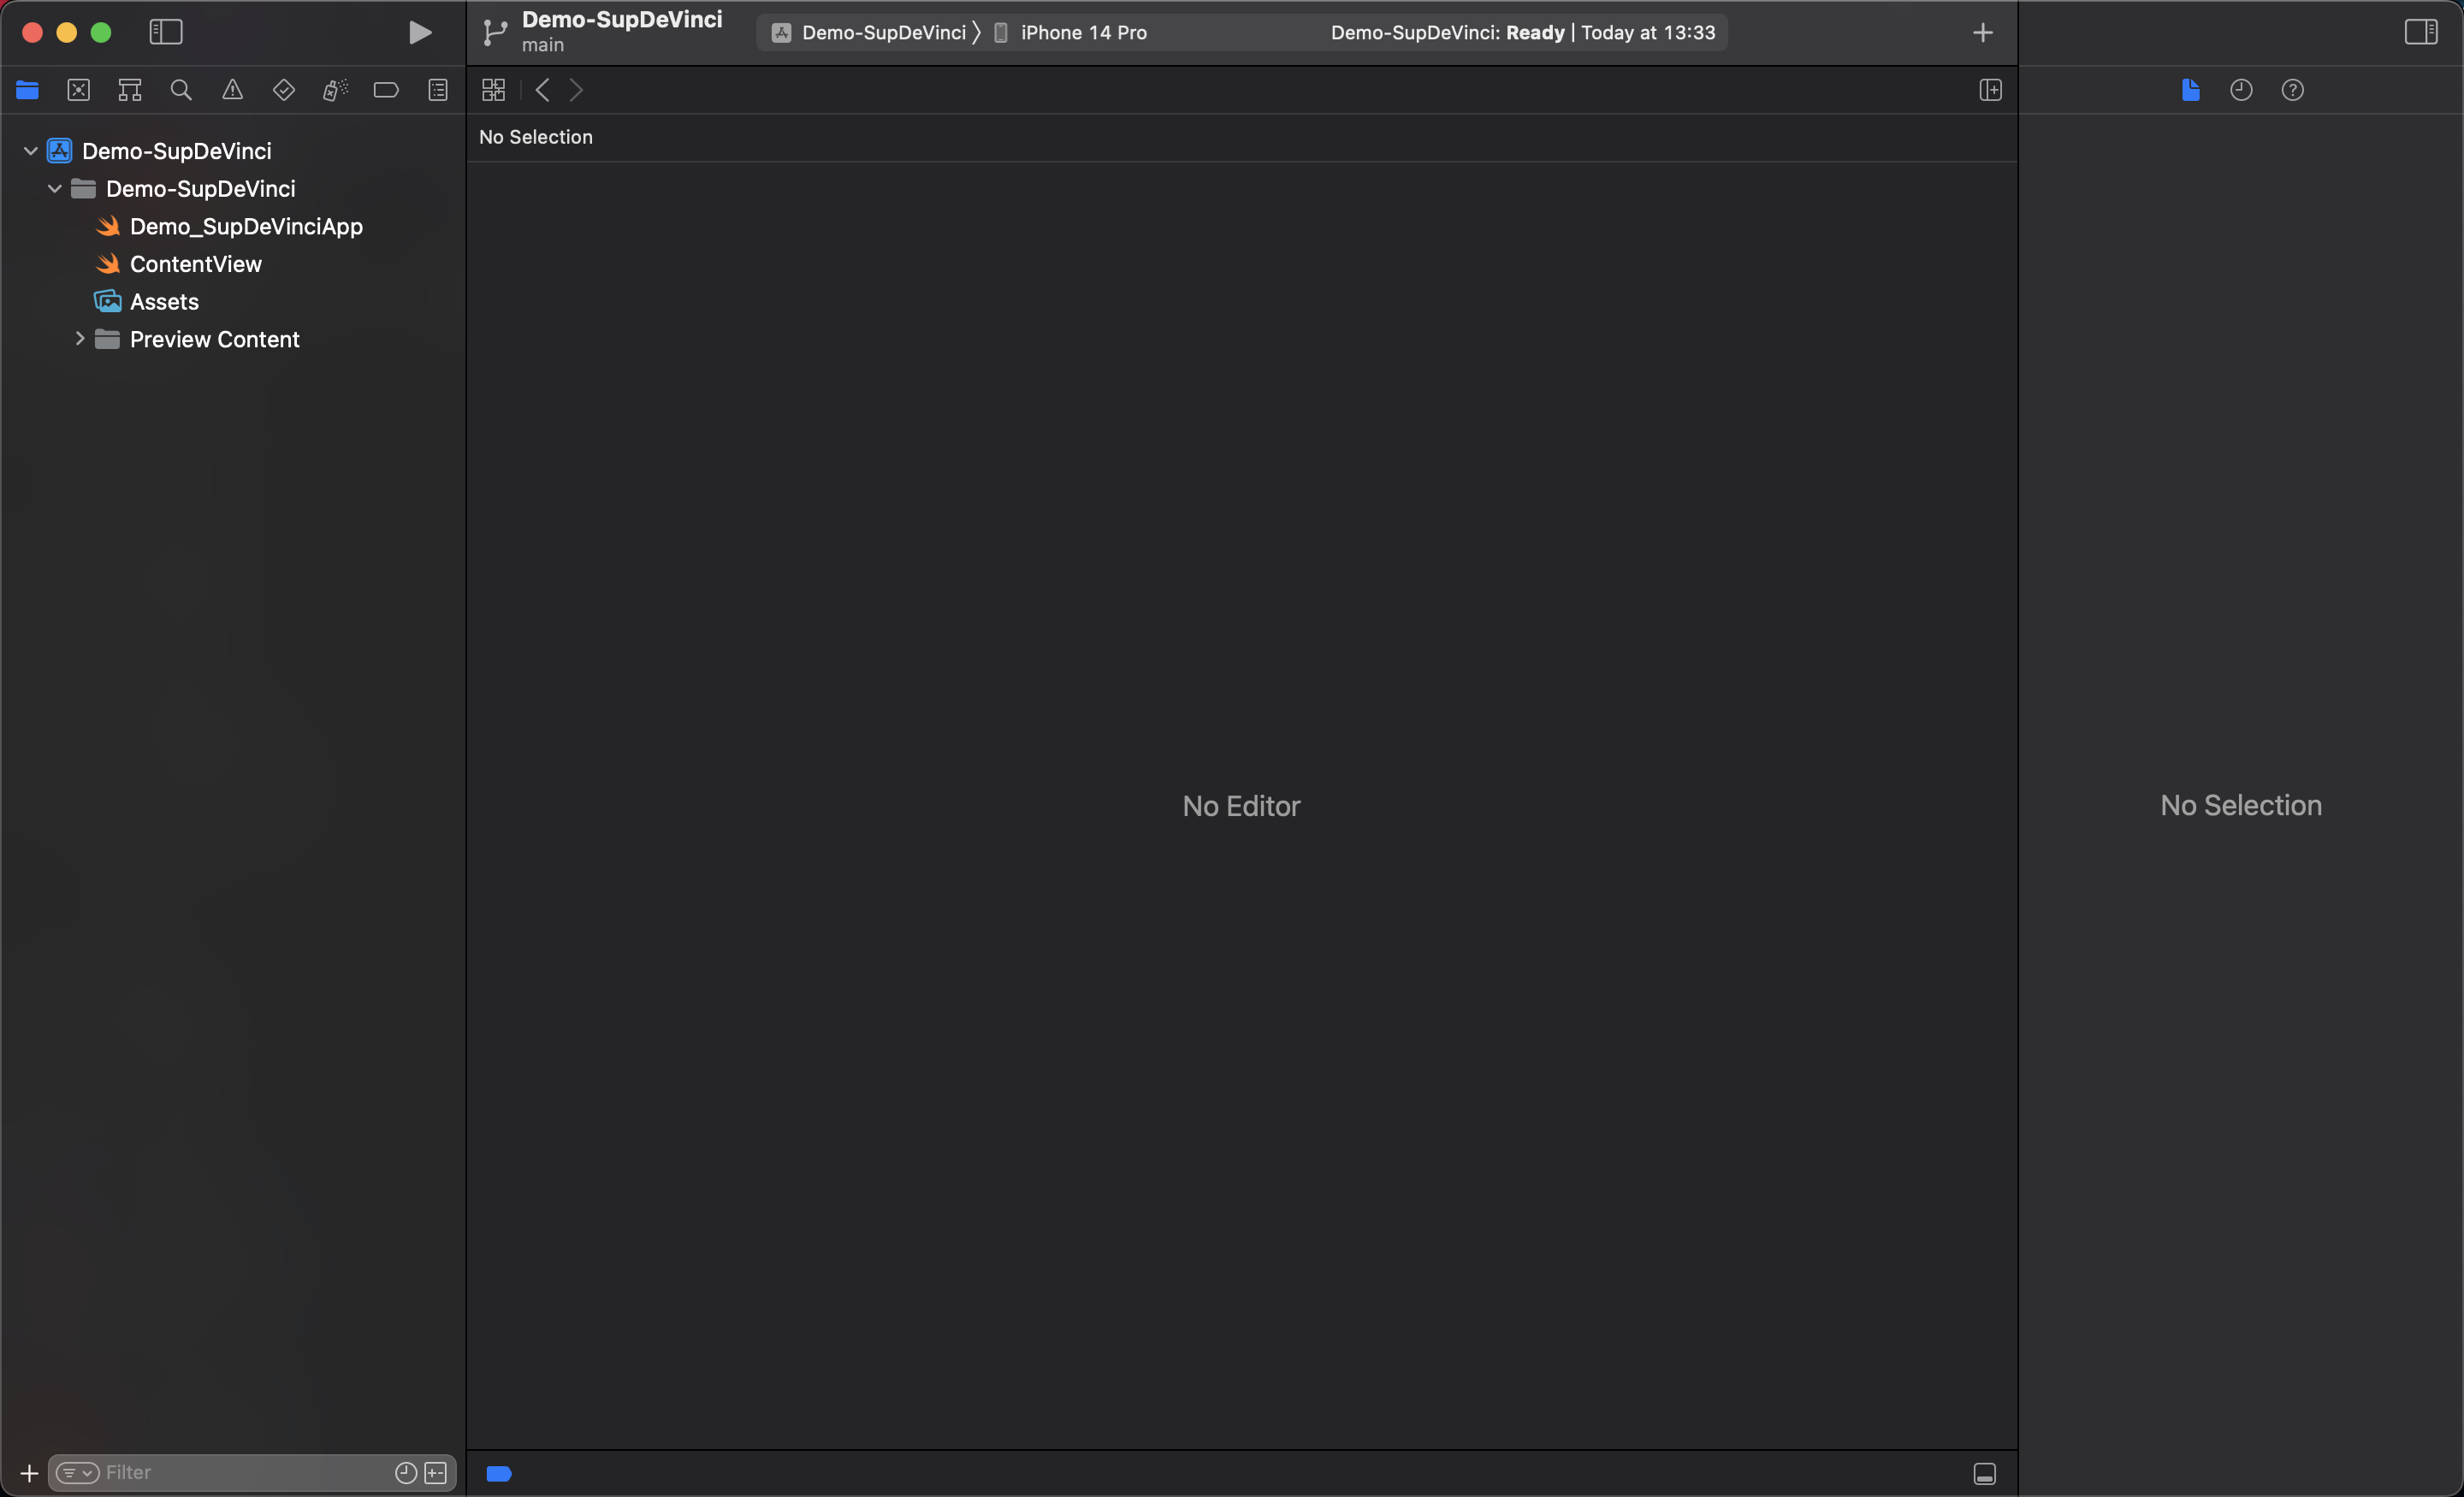 Demo-SupDeVinci
main
Demo-SupDeVinci
iPhone 14 Pro
Demo-SupDeVinci: Ready | Today at 13:33
No Selection
Demo-SupDeVinci
Demo-SupDeVinci
Demo_SupDeVinciApp
ContentView
Assets
Preview Content
No Editor
No Selection
Filter